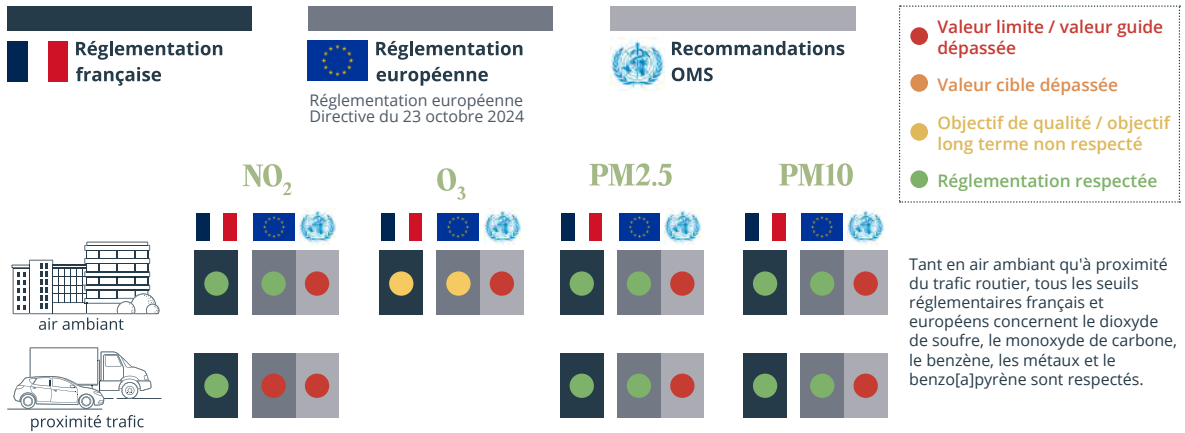 Réglementation
française
Réglementation
européenne
Réglementation européenne
Directive du 23 octobre 2024
Recommandations
OMS
Valeur limite / valeur guide
dépassée
Valeur cible dépassée
Objectif de qualité / objectif
long terme non respecté
Réglementation respectée
NO2
O3
PM2.5
PM10
air ambiant
proximité trafic
Tant en air ambiant qu'à proximité
du trafic routier, tous les seuils
réglementaires français et
européens concernent le dioxyde
de soufre, le monoxyde de carbone,
le benzène, les métaux et le
benzo[a]pyrène sont respectés.